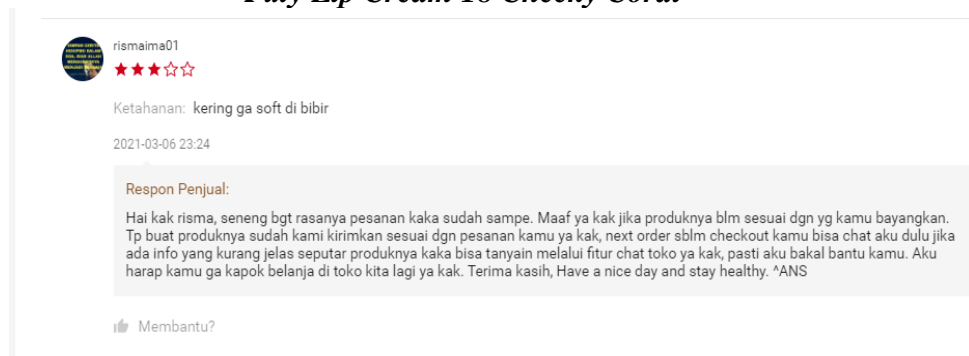 rismaima01
Ketahanan: kering ga soft di bibir
2021-03-06 23:24
Respon Penjual:
Hai kak risma, seneng bgt rasanya pesanan kaka sudah sampe. Maaf ya kak jika produknya blm sesuai dgn yg kamu bayangkan.
Tp buat produknya sudah kami kirimkan sesuai dgn pesanan kamu ya kak, next order sblm checkout kamu bisa chat aku dulu jika
ada info yang kurang jelas seputar produknya kaka bisa tanyain melalui fitur chat toko ya kak, pasti aku bakal bantu kamu. Aku
harap kamu ga kapok belanja di toko kita lagi ya kak. Terima kasih, Have a nice day and stay healthy. ^ANS
Membantu?